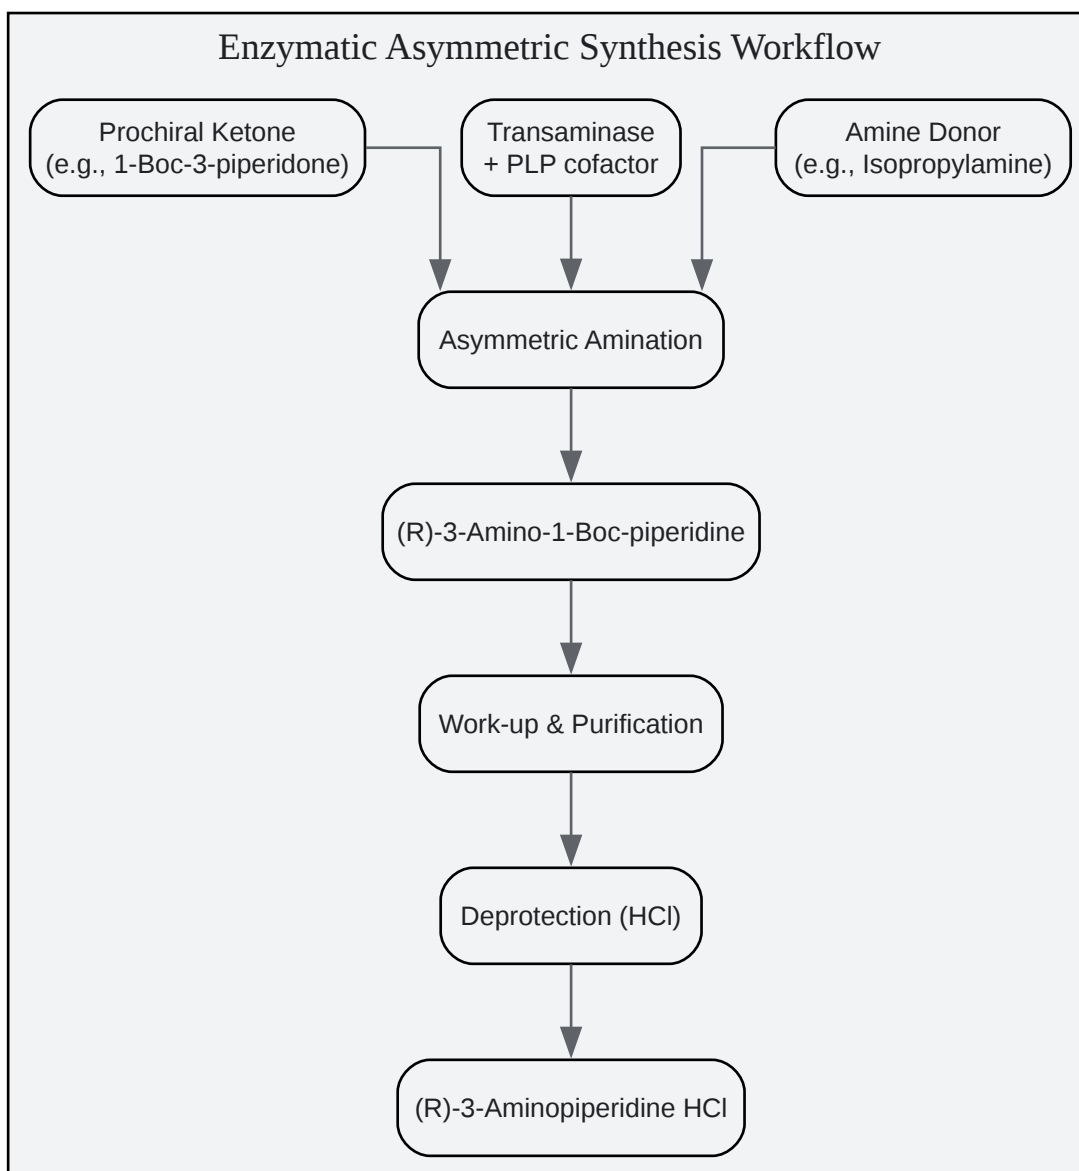 Enzymatic Asymmetric Synthesis Workflow
Prochiral Ketone
(e.g., 1-Boc-3-piperidone)
Transaminase
+ PLP cofactor
Amine Donor
(e.g., Isopropylamine)
Asymmetric Amination
(R)-3-Amino-1-Boc-piperidine
Work-up & Purification
Deprotection (HCl)
(R)-3-Aminopiperidine HCl